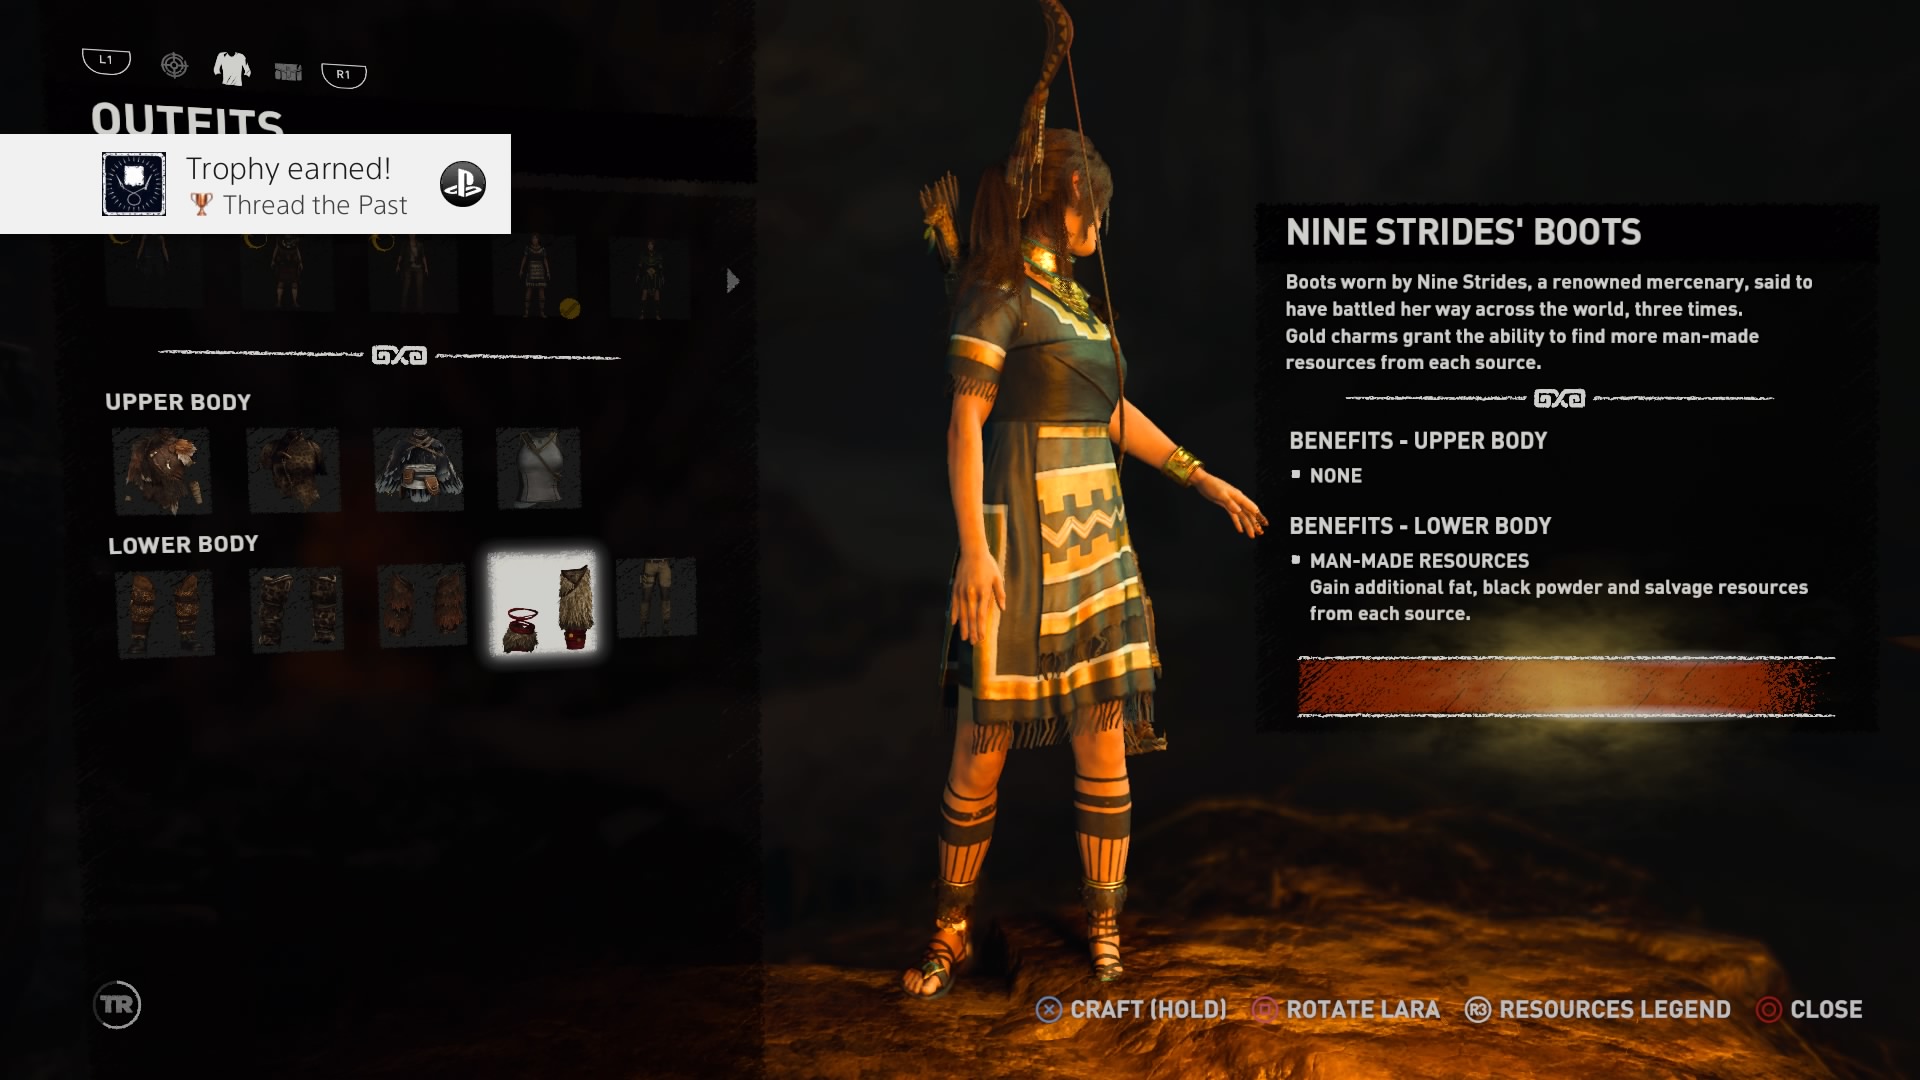 L1
R1
OUTFITS
Trophy earned!
Thread the Past
UPPER BODY
LOWER BODY
NINE STRIDES' BOOTS
Boots worn by Nine Strides, a renowned mercenary, said to
have battled her way across the world, three times.
Gold charms grant the ability to find more man-made
resources from each source.
BENEFITS - UPPER BODY
NONE
BENEFITS - LOWER BODY
MAN-MADE RESOURCES
Gain additional fat, black powder and salvage resources
from each source.
TR
CRAFT (HOLD) ROTATE LARA R3 RESOURCES LEGEND CLOSE